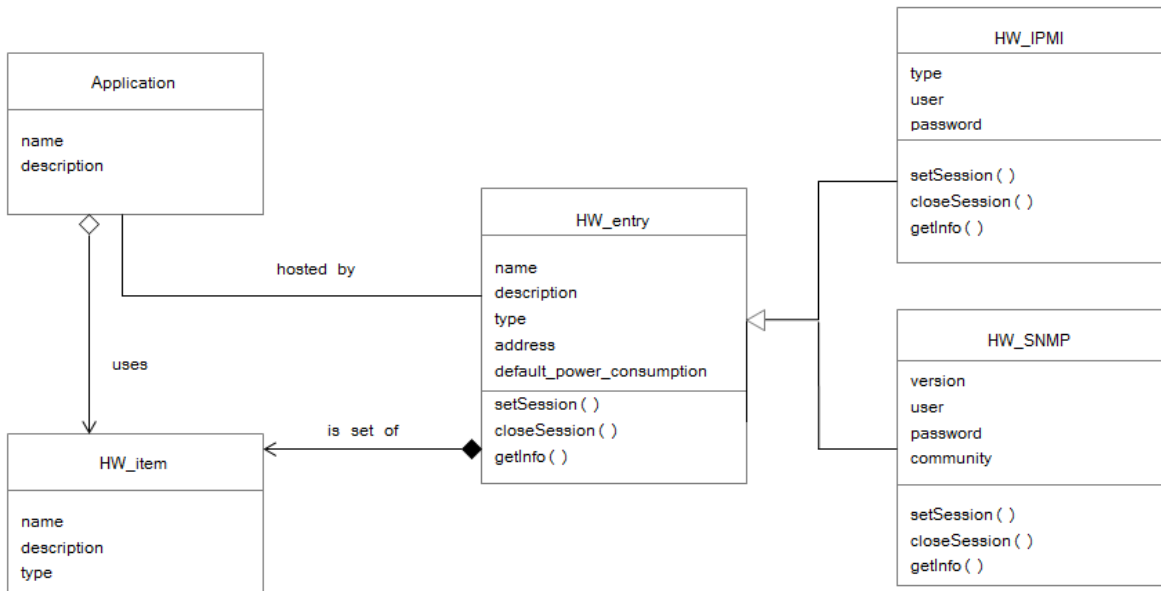 Application
name
description
hosted by
uses
HW_item
name
description
type
is set of
HW_entry
name
description
type
address
default_power_consumption
setSession ( )
closeSession ( )
getInfo ( )
HW_IPMI
type
user
password
setSession ( )
closeSession ( )
getInfo ( )
HW_SNMP
version
user
password
community
setSession ( )
closeSession ( )
getInfo ( )